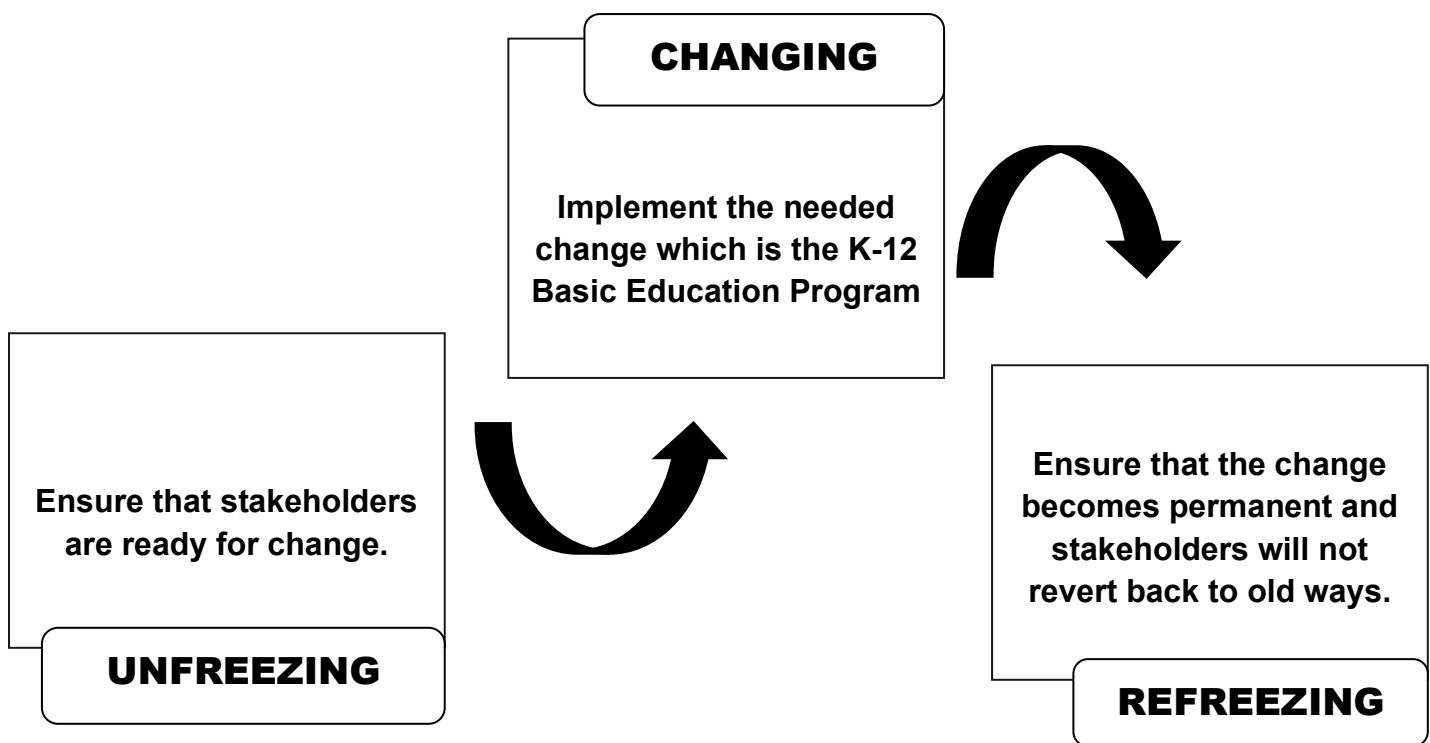 CHANGING
Implement the needed
change which is the K-12
Basic Education Program
Ensure that stakeholders
are ready for change.
UNFREEZING
Ensure that the change
becomes permanent and
stakeholders will not
revert back to old ways.
REFREEZING